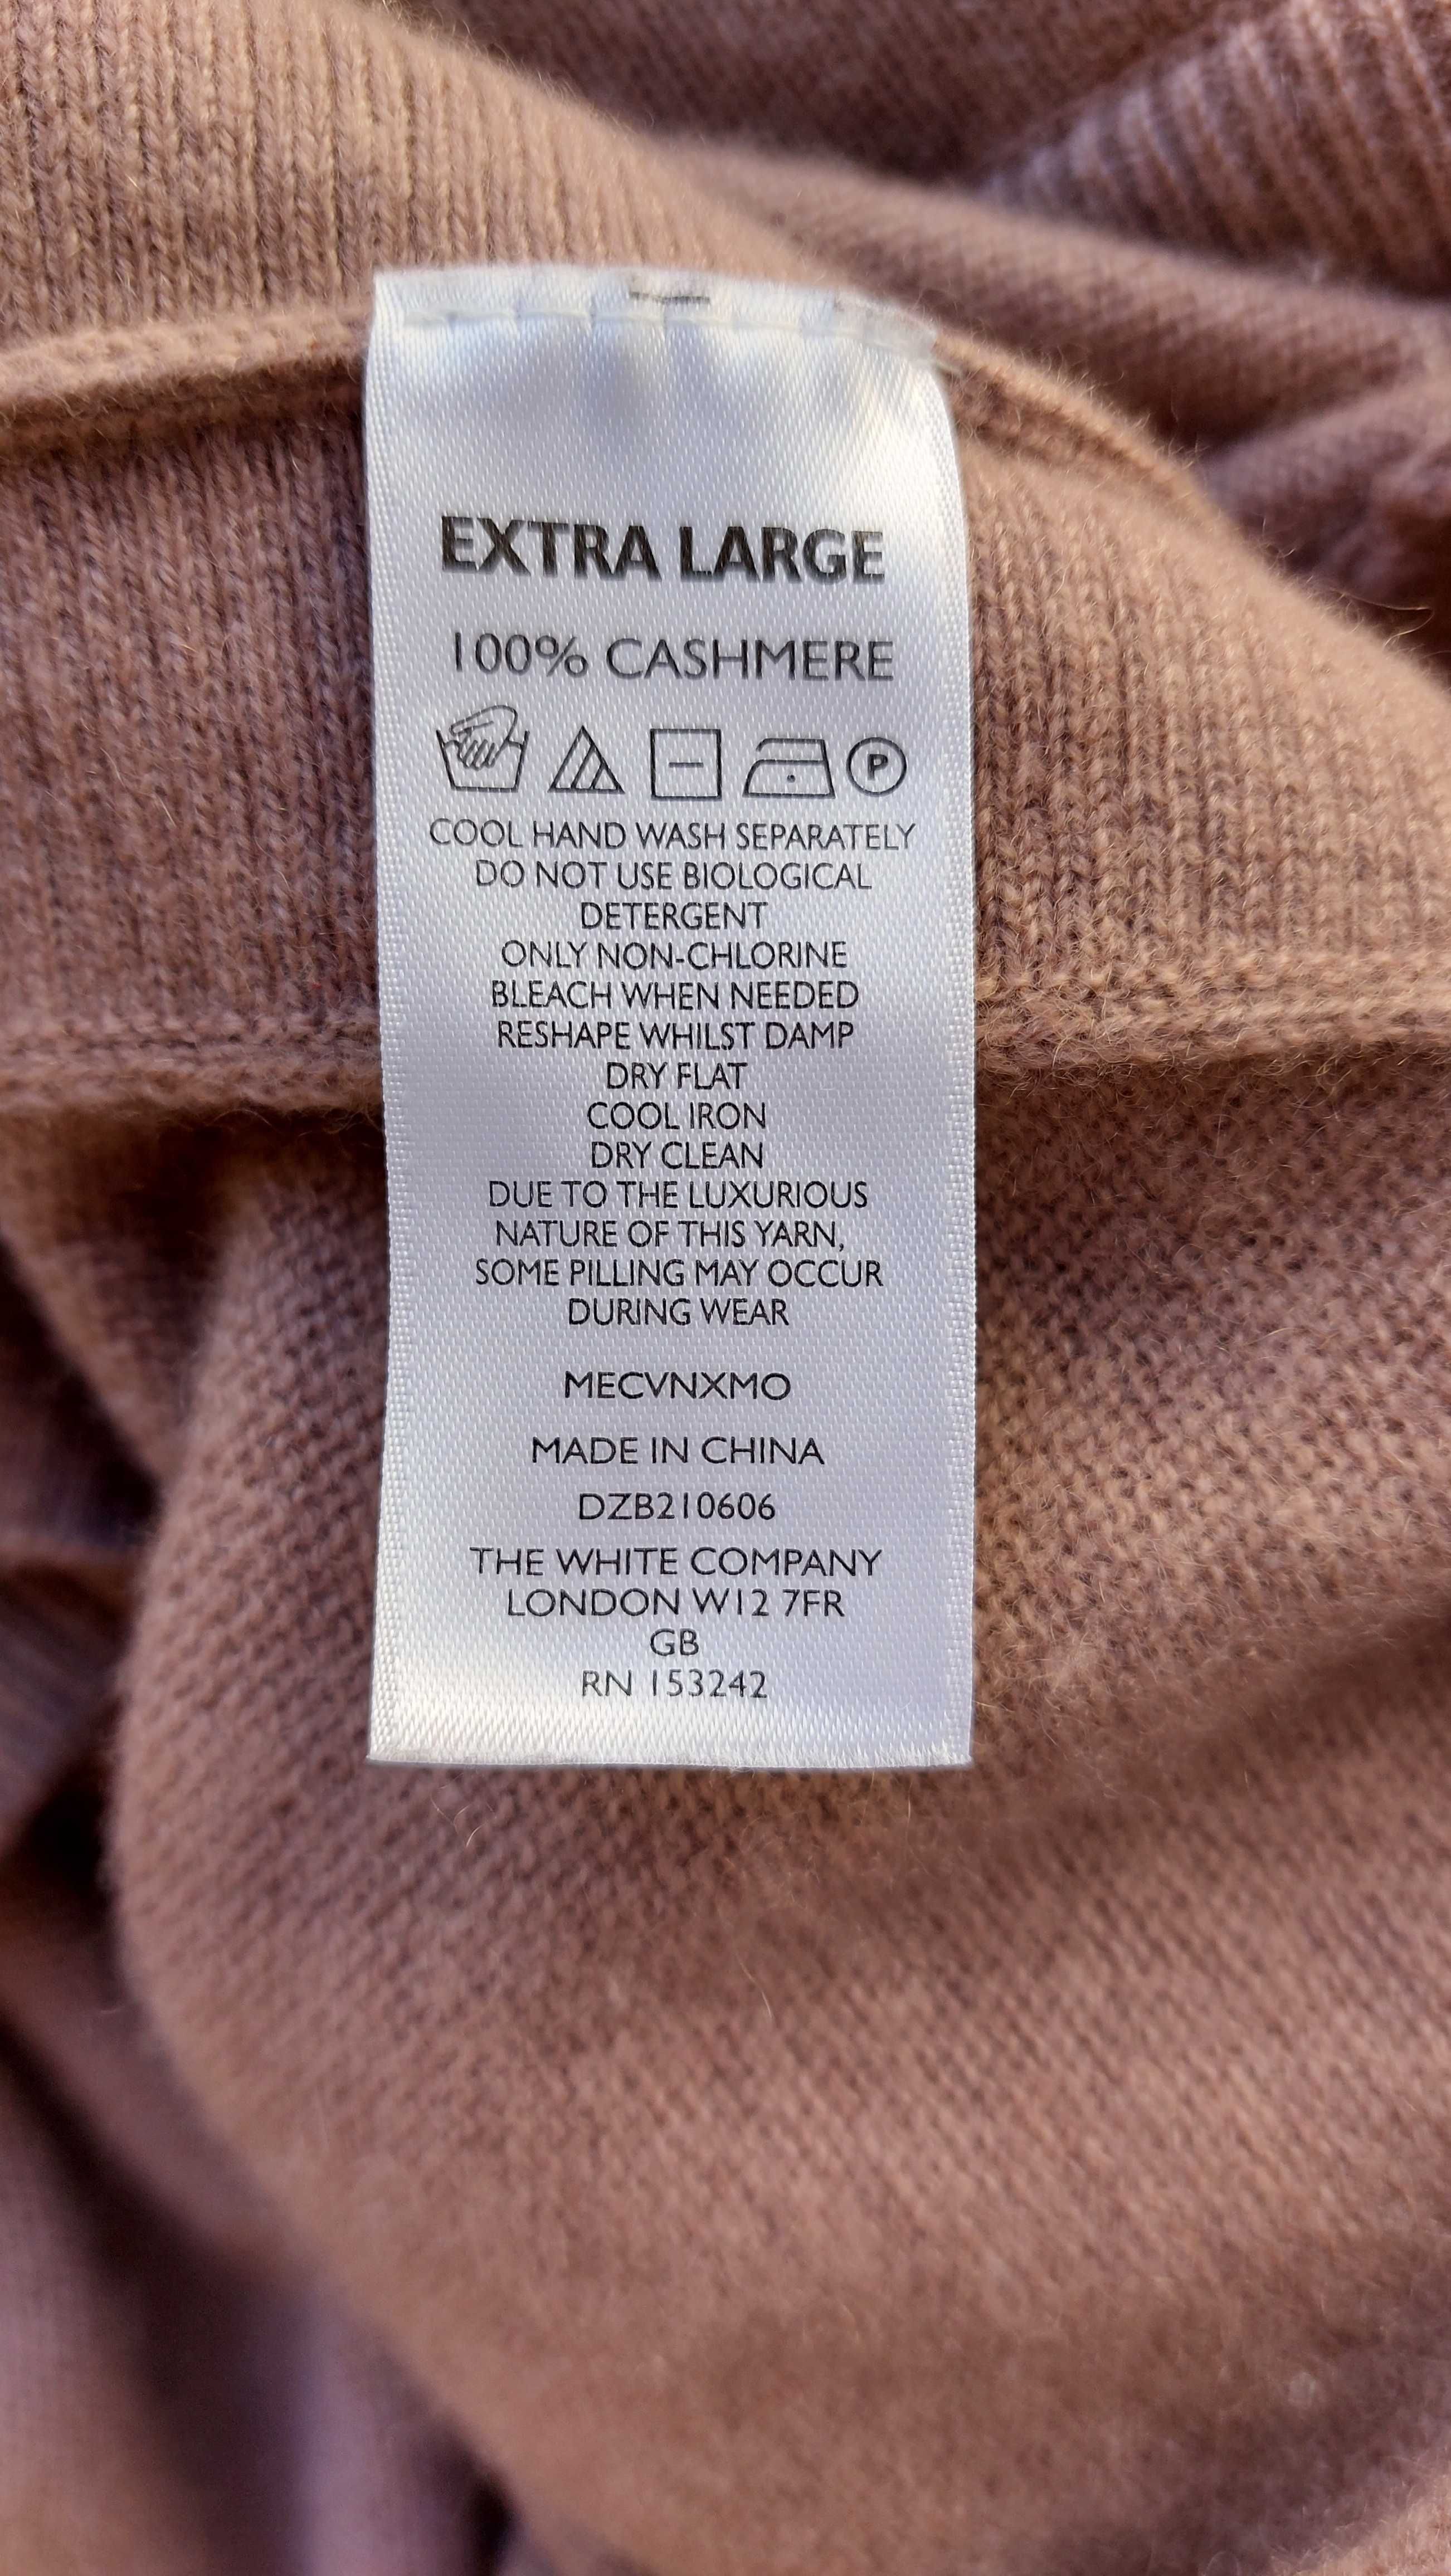 EXTRA LARGE
100% CASHMERE
P
COOL HAND WASH SEPARATELY
DO NOT USE BIOLOGICAL
DETERGENT
ONLY NON-CHLORINE
BLEACH WHEN NEEDED
RESHAPE WHILST DAMP
DRY FLAT
COOL IRON
DRY CLEAN
DUE TO THE LUXURIOUS
NATURE OF THIS YARN,
SOME PILLING MAY OCCUR
DURING WEAR
MECVNXMO
MADE IN CHINA
DZB210606
THE WHITE COMPANY
LONDON W12 7FR
GB
RN 153242